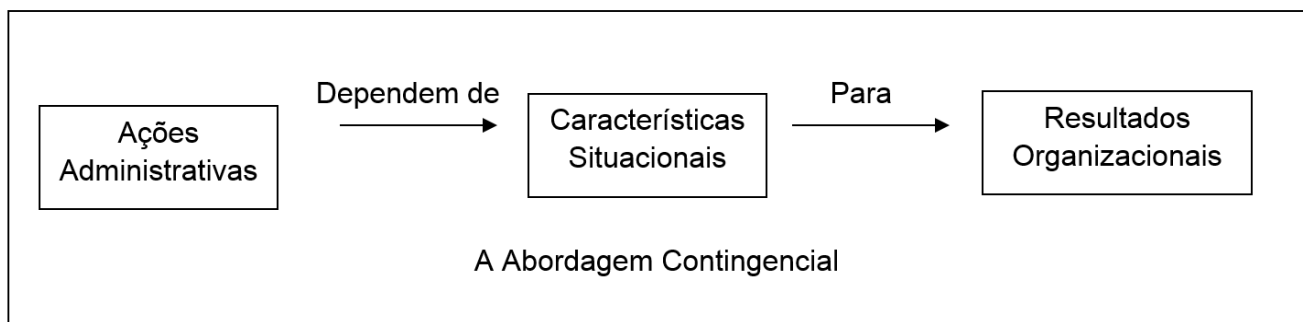 Dependem de
Para
Ações
Administrativas
Características
Situacionais
Resultados
Organizacionais
A Abordagem Contingencial